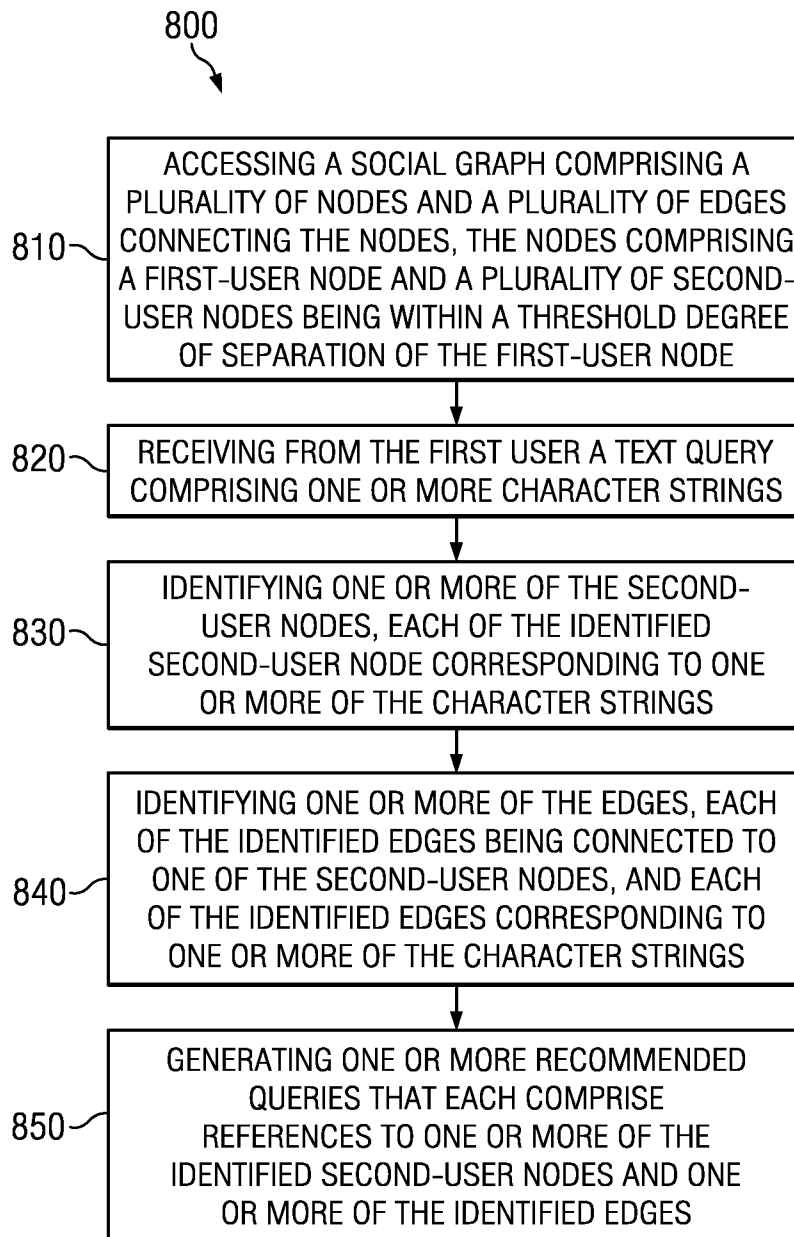 800
810
ACCESSING A SOCIAL GRAPH COMPRISING A
PLURALITY OF NODES AND A PLURALITY OF EDGES
CONNECTING THE NODES, THE NODES COMPRISING
A FIRST-USER NODE AND A PLURALITY OF SECOND-
USER NODES BEING WITHIN A THRESHOLD DEGREE
OF SEPARATION OF THE FIRST-USER NODE
820
RECEIVING FROM THE FIRST USER A TEXT QUERY
COMPRISING ONE OR MORE CHARACTER STRINGS
830
IDENTIFYING ONE OR MORE OF THE SECOND-
USER NODES, EACH OF THE IDENTIFIED
SECOND-USER NODE CORRESPONDING TO ONE
OR MORE OF THE CHARACTER STRINGS
840
IDENTIFYING ONE OR MORE OF THE EDGES, EACH
OF THE IDENTIFIED EDGES BEING CONNECTED TO
ONE OF THE SECOND-USER NODES, AND EACH
OF THE IDENTIFIED EDGES CORRESPONDING TO
ONE OR MORE OF THE CHARACTER STRINGS
850
GENERATING ONE OR MORE RECOMMENDED
QUERIES THAT EACH COMPRISE
REFERENCES TO ONE OR MORE OF THE
IDENTIFIED SECOND-USER NODES AND ONE
OR MORE OF THE IDENTIFIED EDGES